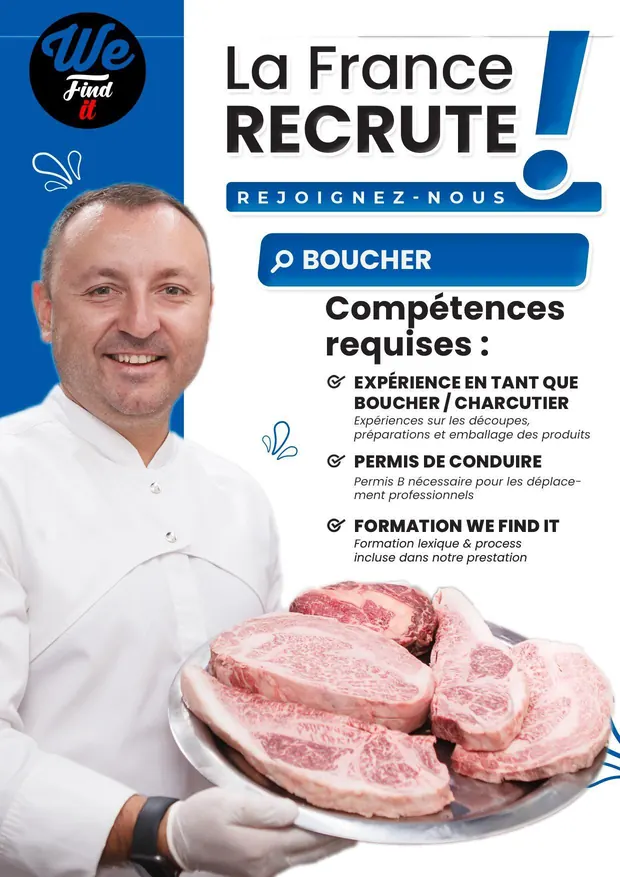 We
Find
it
La France
RECRUTE !
REJOIGNEZ-NOUS
BOUCHER
Compétences
requises :
EXPÉRIENCE EN TANT QUE
BOUCHER / CHARCUTIER
Expériences sur les découpes,
préparations et emballage des produits
PERMIS DE CONDUIRE
Permis B nécessaire pour les déplace-
ment professionnels
FORMATION WE FIND IT
Formation lexique & process
incluse dans notre prestation